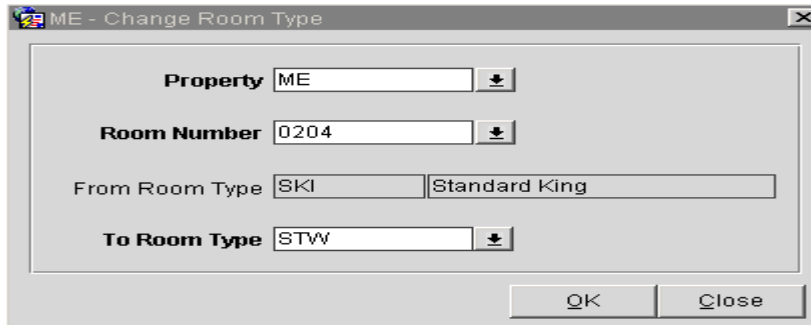 ME - Change Room Type
Property ME
Room Number 0204
From Room Type SKI Standard King
To Room Type STW
OK Close